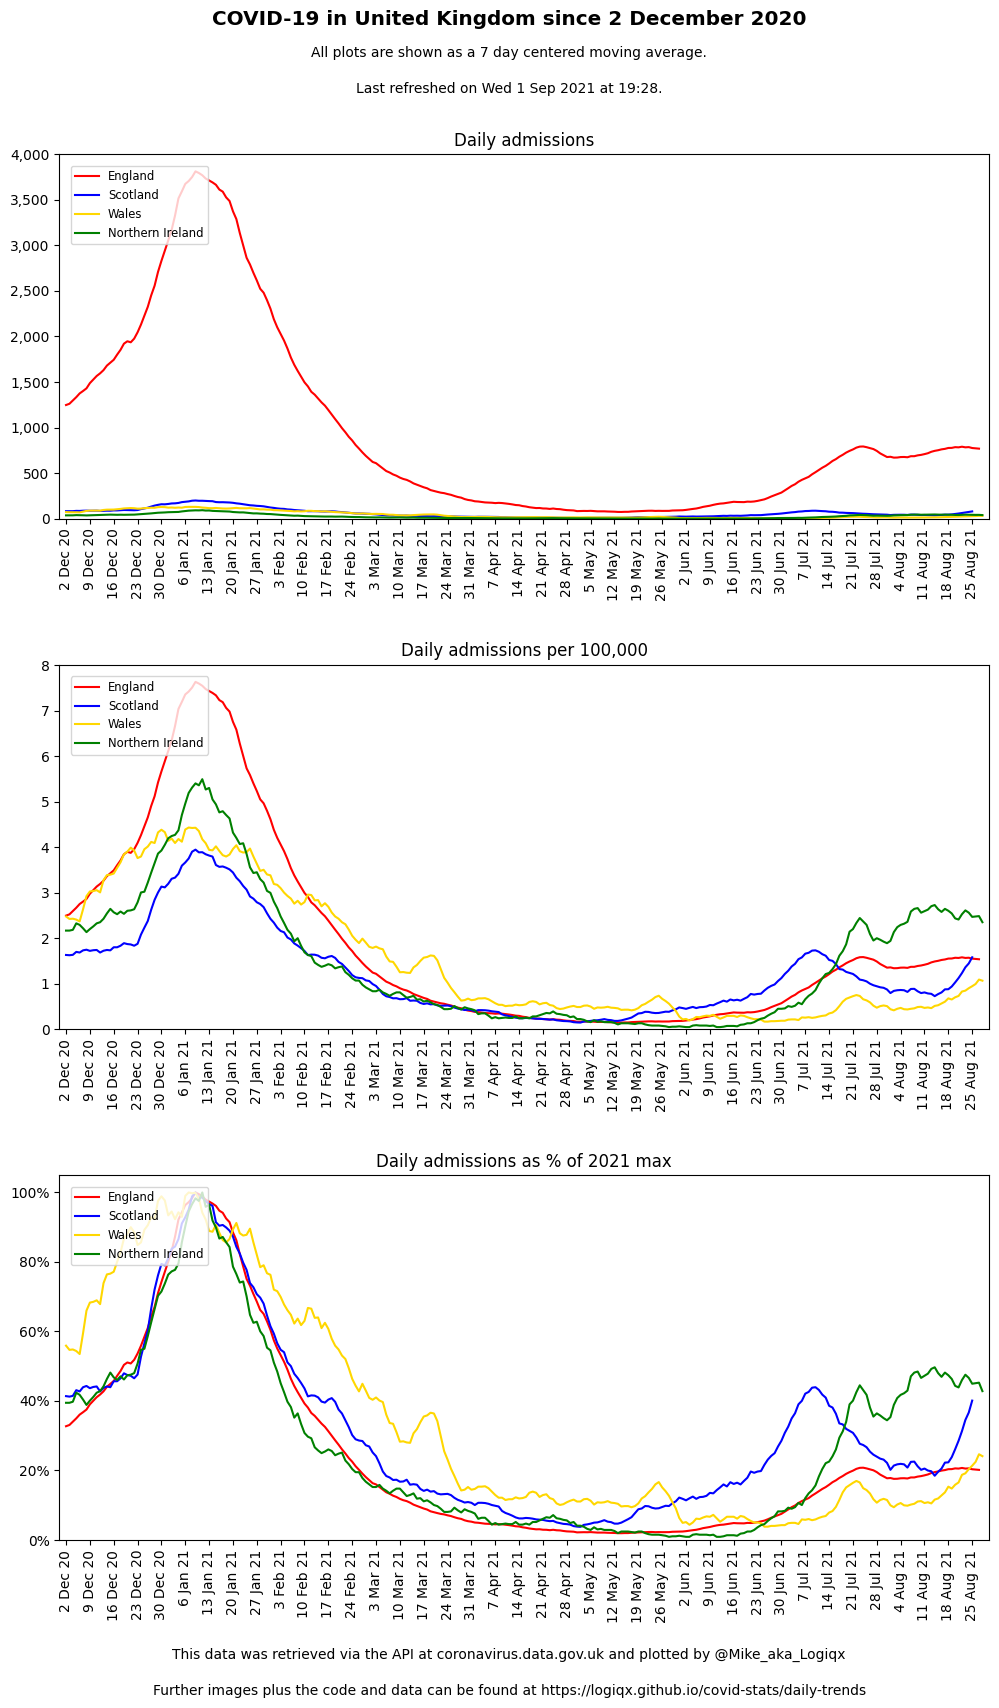 COVID-19 in United Kingdom since 2 December 2020
All plots are shown as a 7 day centered moving average.
Last refreshed on Wed 1 Sep 2021 at 19:28.
Daily admissions
4,000
3,500
3,000
2,500
2,000
1,500
1,000
500
0
England
Scotland
Wales
Northern Ireland
2 Dec 20
9 Dec 20
16 Dec 20
23 Dec 20
30 Dec 20
6 Jan 21
13 Jan 21
20 Jan 21
27 Jan 21
3 Feb 21
10 Feb 21
17 Feb 21
24 Feb 21
3 Mar 21
10 Mar 21
17 Mar 21
24 Mar 21
31 Mar 21
7 Apr 21
14 Apr 21
21 Apr 21
28 Apr 21
5 May 21
12 May 21
19 May 21
26 May 21
2 Jun 21
9 Jun 21
16 Jun 21
23 Jun 21
30 Jun 21
7 Jul 21
14 Jul 21
21 Jul 21
28 Jul 21
4 Aug 21
11 Aug 21
18 Aug 21
25 Aug 21
Daily admissions per 100,000
8
7
6
5
4
3
2
1
0
England
Scotland
Wales
Northern Ireland
2 Dec 20
9 Dec 20
16 Dec 20
23 Dec 20
30 Dec 20
6 Jan 21
13 Jan 21
20 Jan 21
27 Jan 21
3 Feb 21
10 Feb 21
17 Feb 21
24 Feb 21
3 Mar 21
10 Mar 21
17 Mar 21
24 Mar 21
31 Mar 21
7 Apr 21
14 Apr 21
21 Apr 21
28 Apr 21
5 May 21
12 May 21
19 May 21
26 May 21
2 Jun 21
9 Jun 21
16 Jun 21
23 Jun 21
30 Jun 21
7 Jul 21
14 Jul 21
21 Jul 21
28 Jul 21
4 Aug 21
11 Aug 21
18 Aug 21
25 Aug 21
Daily admissions as % of 2021 max
100%
80%
60%
40%
20%
0%
England
Scotland
Wales
Northern Ireland
2 Dec 20
9 Dec 20
16 Dec 20
23 Dec 20
30 Dec 20
6 Jan 21
13 Jan 21
20 Jan 21
27 Jan 21
3 Feb 21
10 Feb 21
17 Feb 21
24 Feb 21
3 Mar 21
10 Mar 21
17 Mar 21
24 Mar 21
31 Mar 21
7 Apr 21
14 Apr 21
21 Apr 21
28 Apr 21
5 May 21
12 May 21
19 May 21
26 May 21
2 Jun 21
9 Jun 21
16 Jun 21
23 Jun 21
30 Jun 21
7 Jul 21
14 Jul 21
21 Jul 21
28 Jul 21
4 Aug 21
11 Aug 21
18 Aug 21
25 Aug 21
This data was retrieved via the API at coronavirus.data.gov.uk and plotted by @Mike_aka_Logiqx
Further images plus the code and data can be found at https://logiqx.github.io/covid-stats/daily-trends